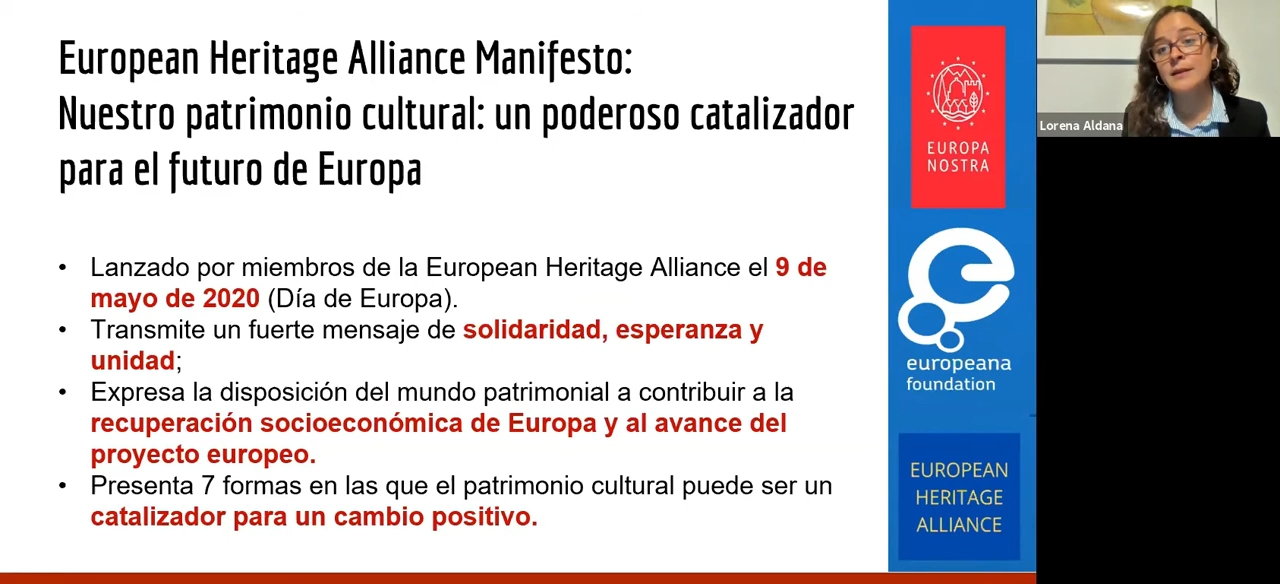 European Heritage Alliance Manifesto:
Nuestro patrimonio cultural: un poderoso catalizador
para el futuro de Europa
• Lanzado por miembros de la European Heritage Alliance el 9 de
mayo de 2020 (Día de Europa).
• Transmite un fuerte mensaje de solidaridad, esperanza y
unidad;
• Expresa la disposición del mundo patrimonial a contribuir a la
recuperación socioeconómica de Europa y al avance del
proyecto europeo.
• Presenta 7 formas en las que el patrimonio cultural puede ser un
catalizador para un cambio positivo.
EUROPA
NOSTRA
europeana
foundation
EUROPEAN
HERITAGE
ALLIANCE
Lorena Aldana